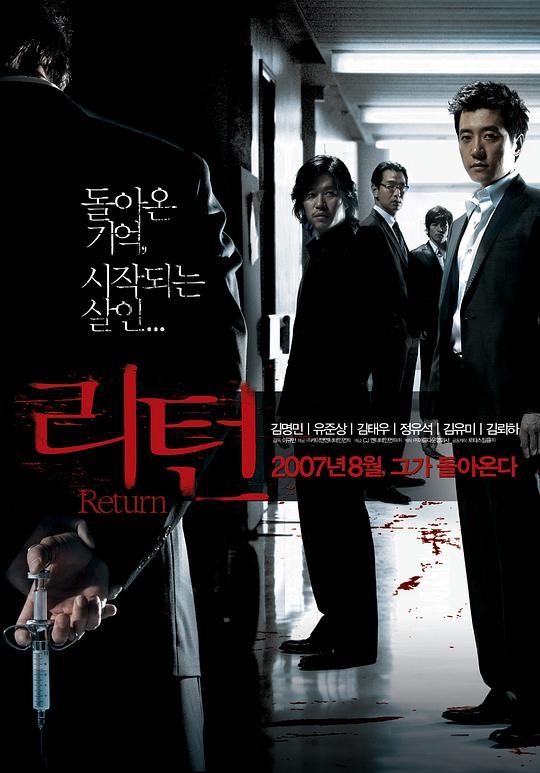 돌아온
기억,
시작되는
살인...
리턴
Return
김명민 | 유준상 | 김태우 | 정유석 | 김유미 | 김뢰하
2007년 8월, 그가 돌아온다